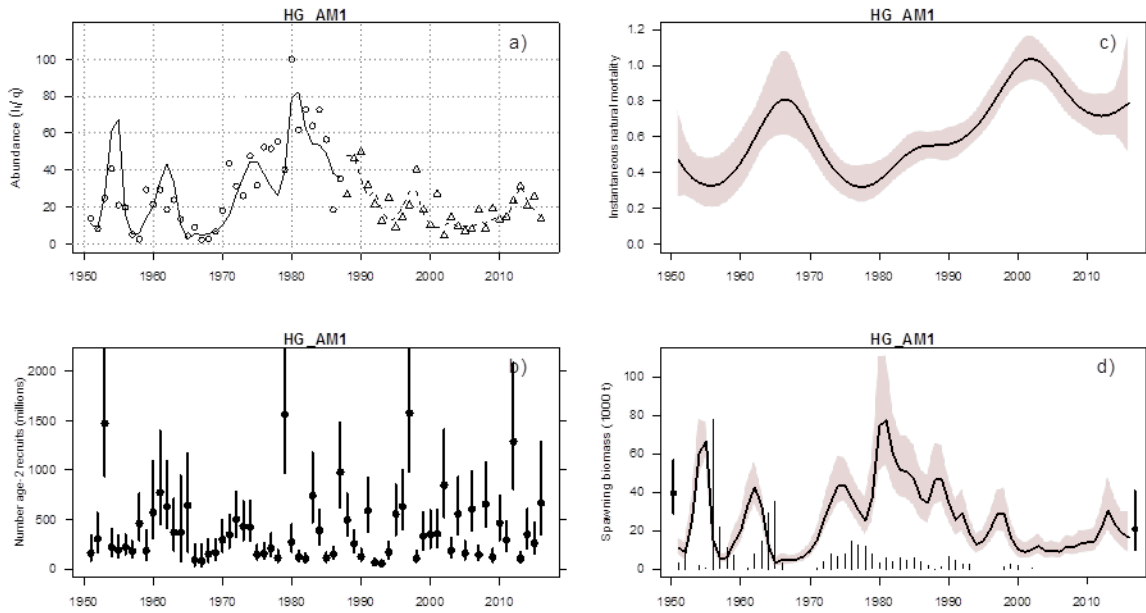 HG_AM1
a)
Abundance (It/ q)
100
80
60
40
20
0
1950 1960 1970 1980 1990 2000 2010
HG_AM1
c)
Instantaneous natural mortality
1.2
1.0
0.8
0.6
0.4
0.2
0.0
1950 1960 1970 1980 1990 2000 2010
HG_AM1
b)
Number age-2 recruits (millions)
2000
1500
1000
500
0
1950 1960 1970 1980 1990 2000 2010
HG_AM1
d)
Spawning biomass (1000 t)
100
80
60
40
20
0
1950 1960 1970 1980 1990 2000 2010